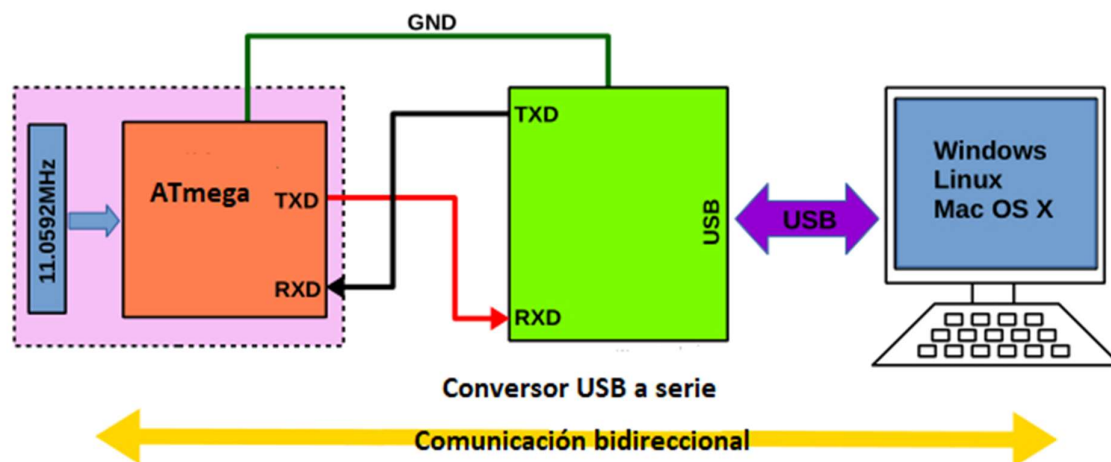 GND
11.0592MHz
ATmega
TXD
RXD
TXD
RXD
USB
USB
Windows
Linux
Mac OS X
Conversor USB a serie
Comunicación bidireccional